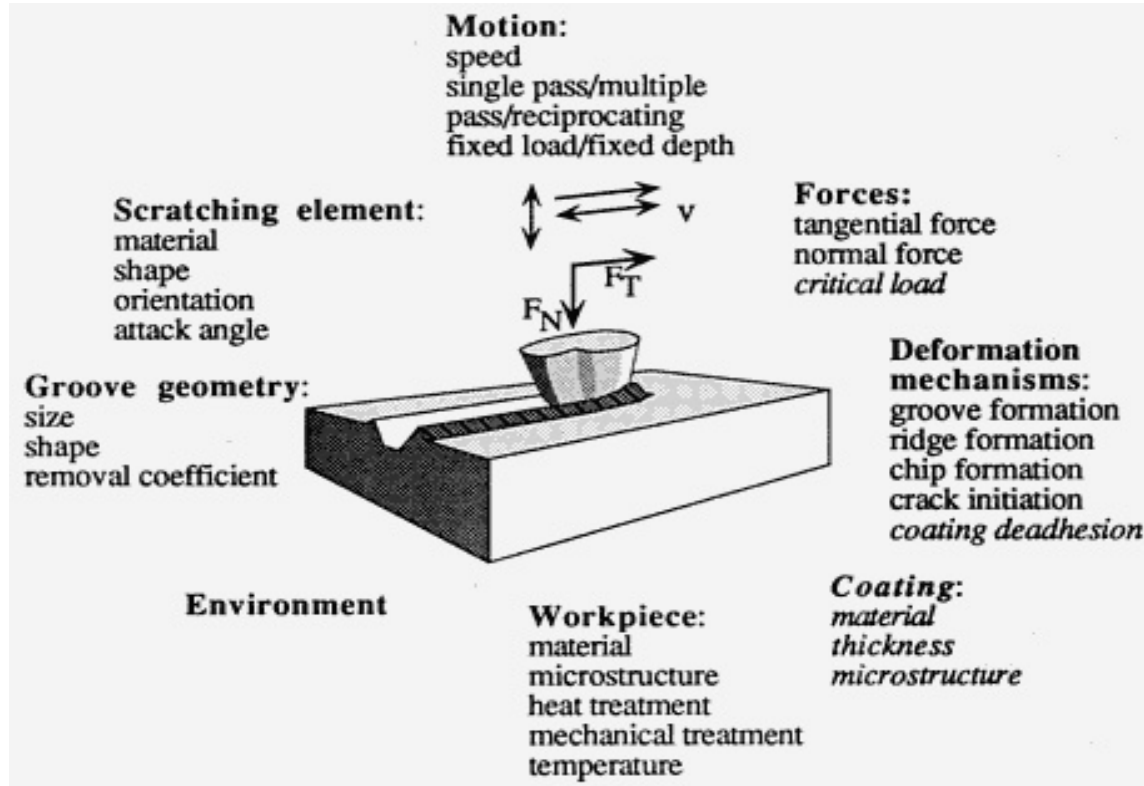 Motion:
speed
single pass/multiple
pass/reciprocating
fixed load/fixed depth
Scratching element:
material
shape
orientation
attack angle
v
Forces:
tangential force
normal force
critical load
F_T
F_N
Groove geometry:
size
shape
removal coefficient
Deformation
mechanisms:
groove formation
ridge formation
chip formation
crack initiation
coating deadhesion
Environment
Workpiece:
material
microstructure
heat treatment
mechanical treatment
temperature
Coating:
material
thickness
microstructure